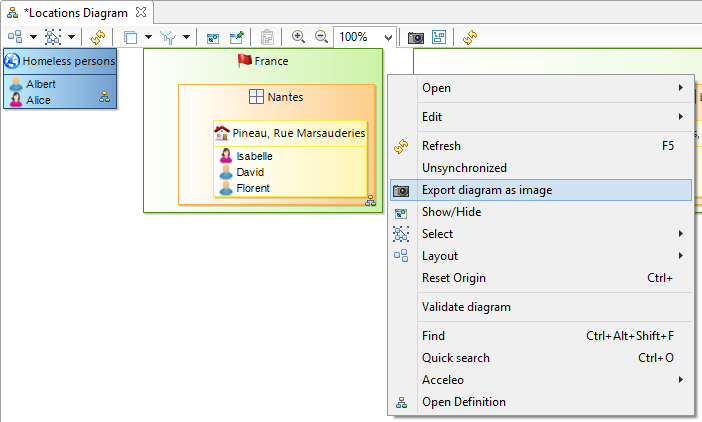 *Locations Diagram
100%
Homeless persons
Albert
Alice
France
Nantes
Pineau, Rue Marsauderies
Isabelle
David
Florent
Open
Edit
Refresh F5
Unsynchronized
Export diagram as image
Show/Hide
Select
Layout
Reset Origin Ctrl+
Validate diagram
Find Ctrl+Alt+Shift+F
Quick search Ctrl+O
Acceleo
Open Definition